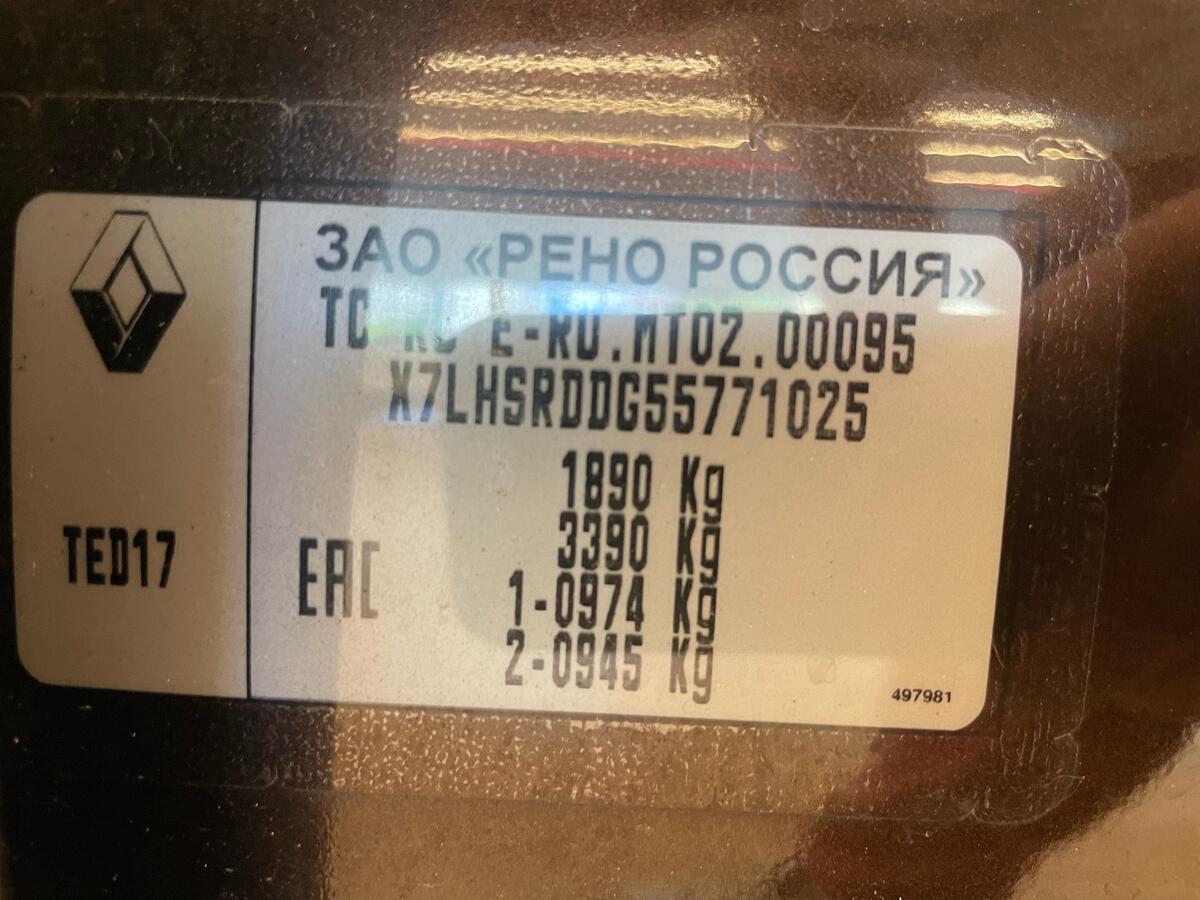 ЗАО «РЕНО РОССИЯ»
TC RU E-RU.MT02.00095
X7LHSRDDG55771025
1890 Kg
3390 Kg
1-0974 Kg
2-0945 Kg
TED17
EAC
497981